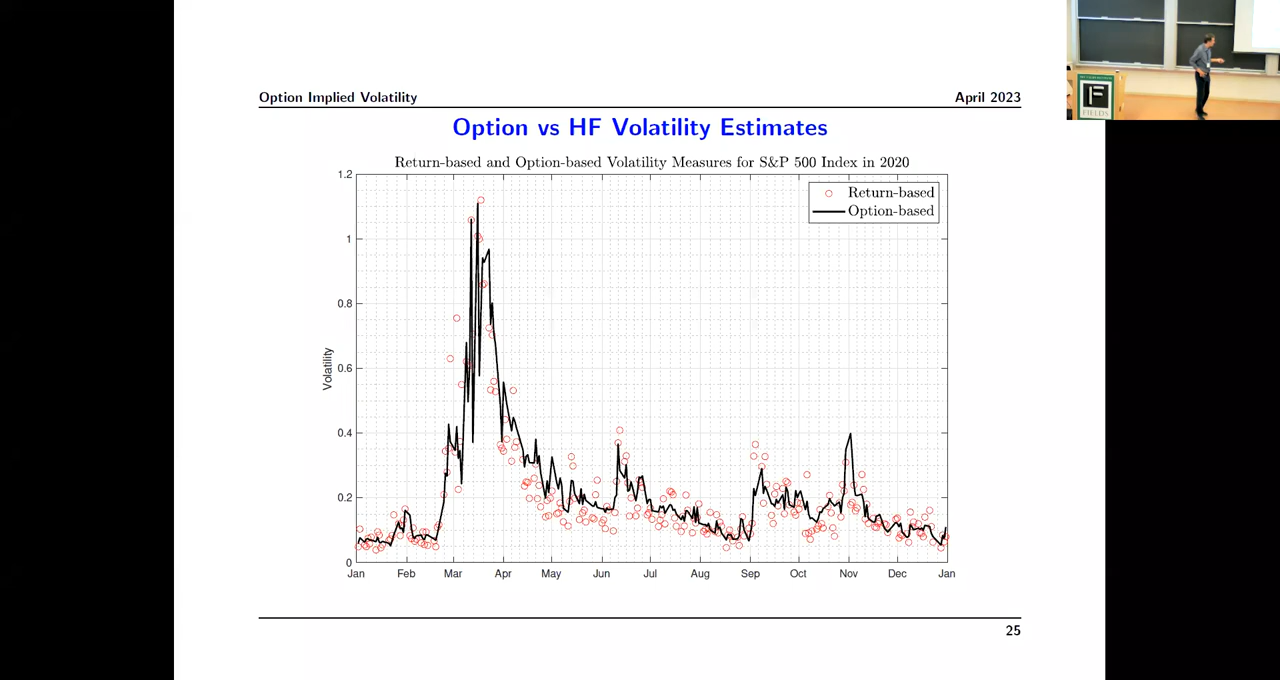 Option Implied Volatility
April 2023
Option vs HF Volatility Estimates
Return-based and Option-based Volatility Measures for S&P 500 Index in 2020
Return-based
Option-based
1.2
1
0.8
0.6
0.4
0.2
0
Volatility
Jan Feb Mar Apr May Jun Jul Aug Sep Oct Nov Dec Jan
25
F
FIELDS